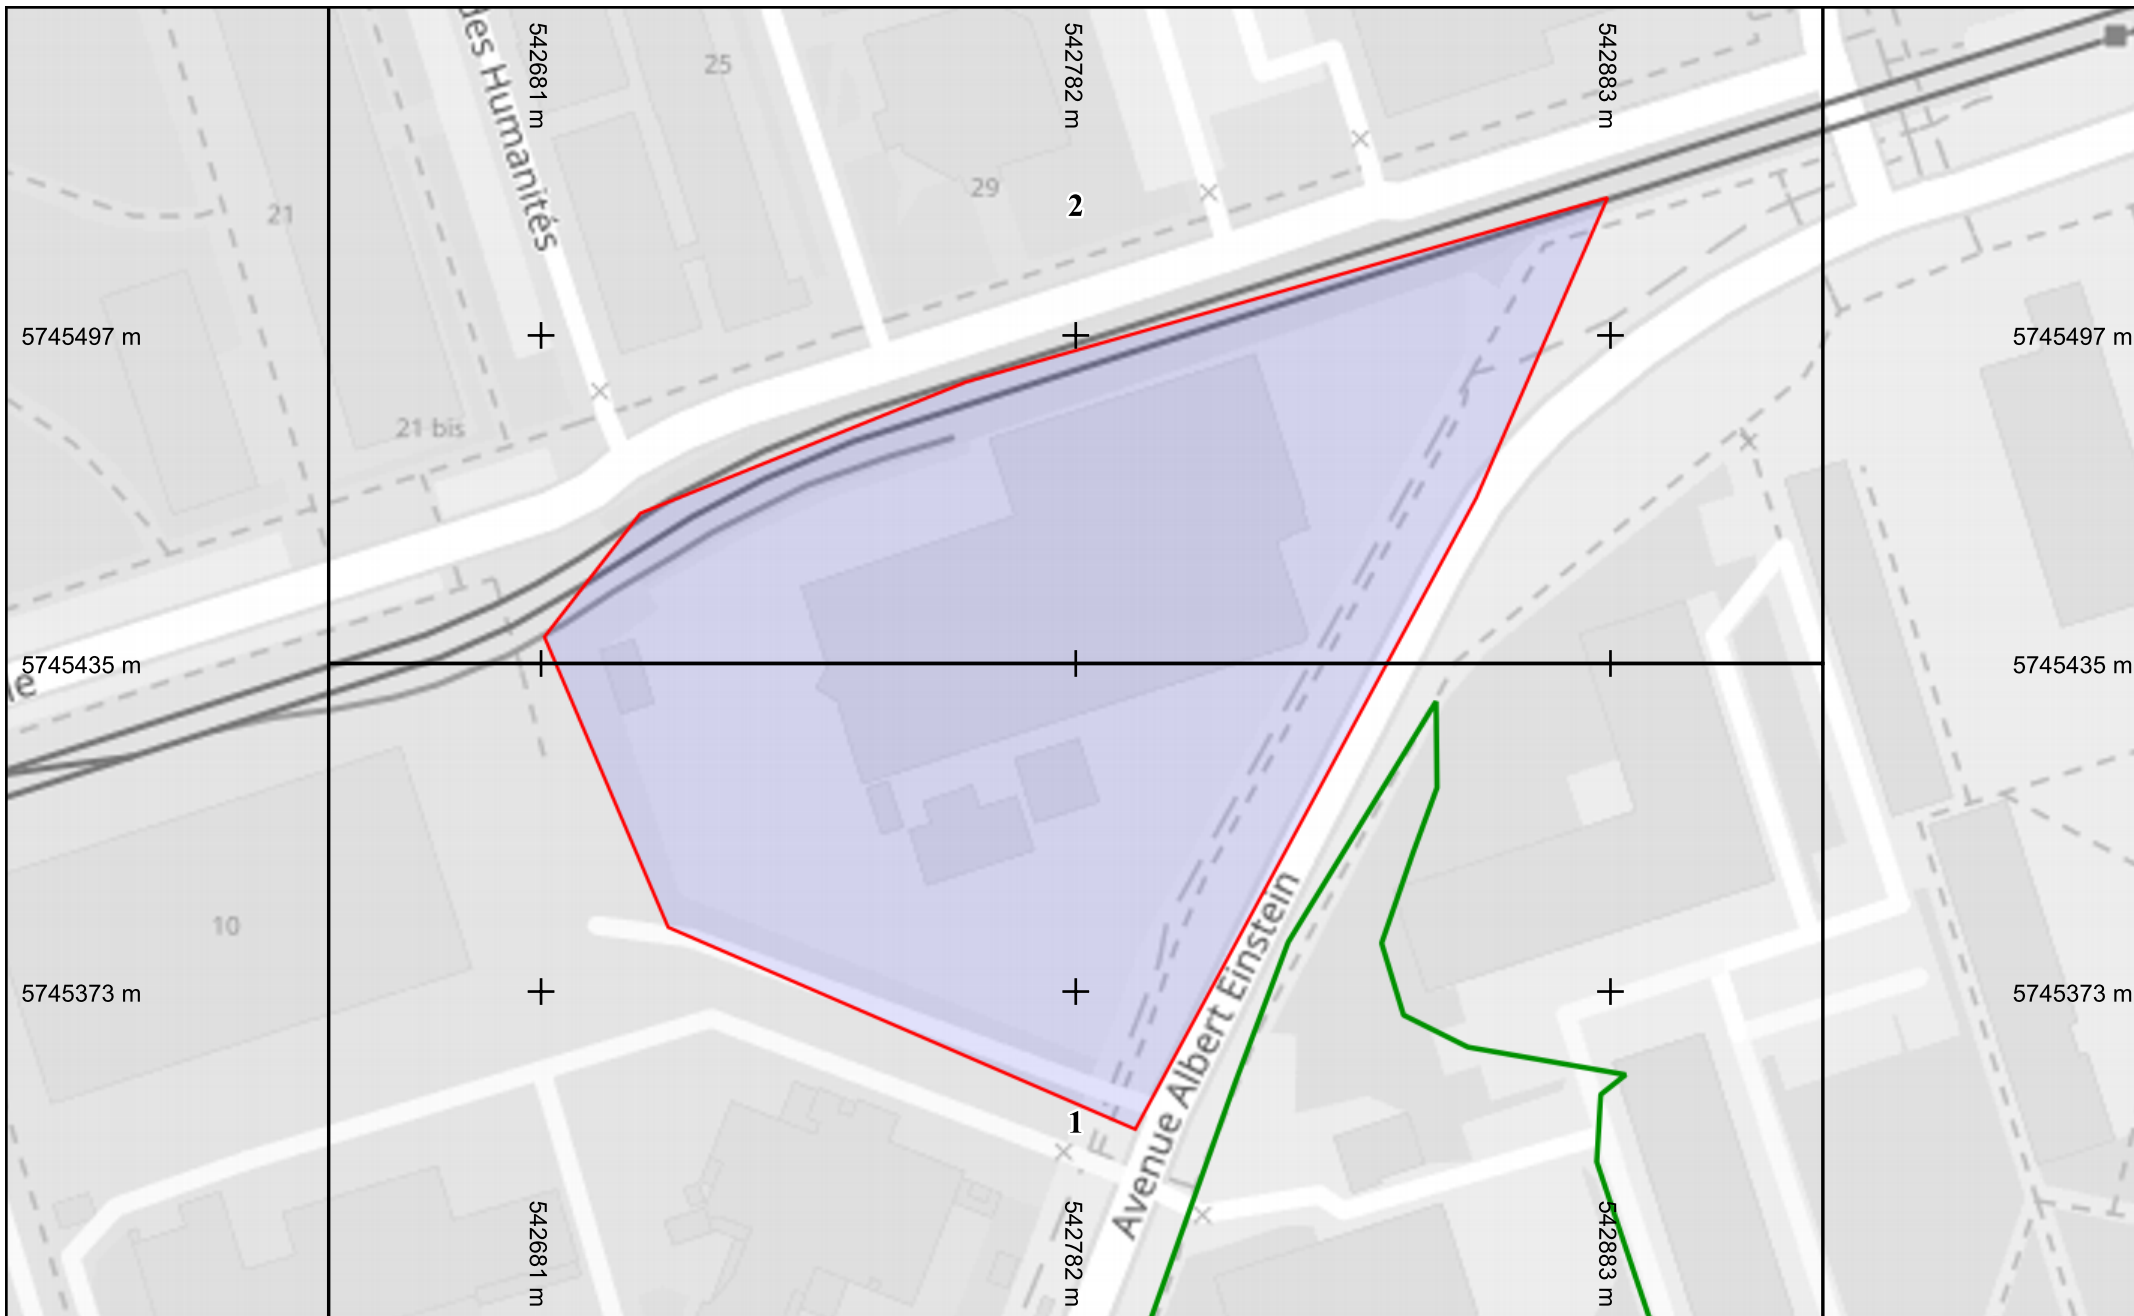 des Humanités
542681 m
25
542782 m
542883 m
21
29
2
5745497 m
5745497 m
21 bis
5745435 m
5745435 m
le
10
5745373 m
5745373 m
Avenue Albert Einstein
1
542681 m
542782 m
542883 m